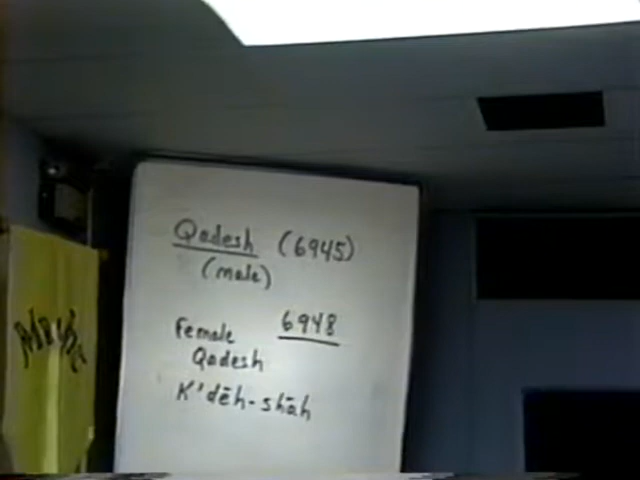 Qadesh (6945)
(male)
Female 6948
Qadesh
K'dēh-shāh